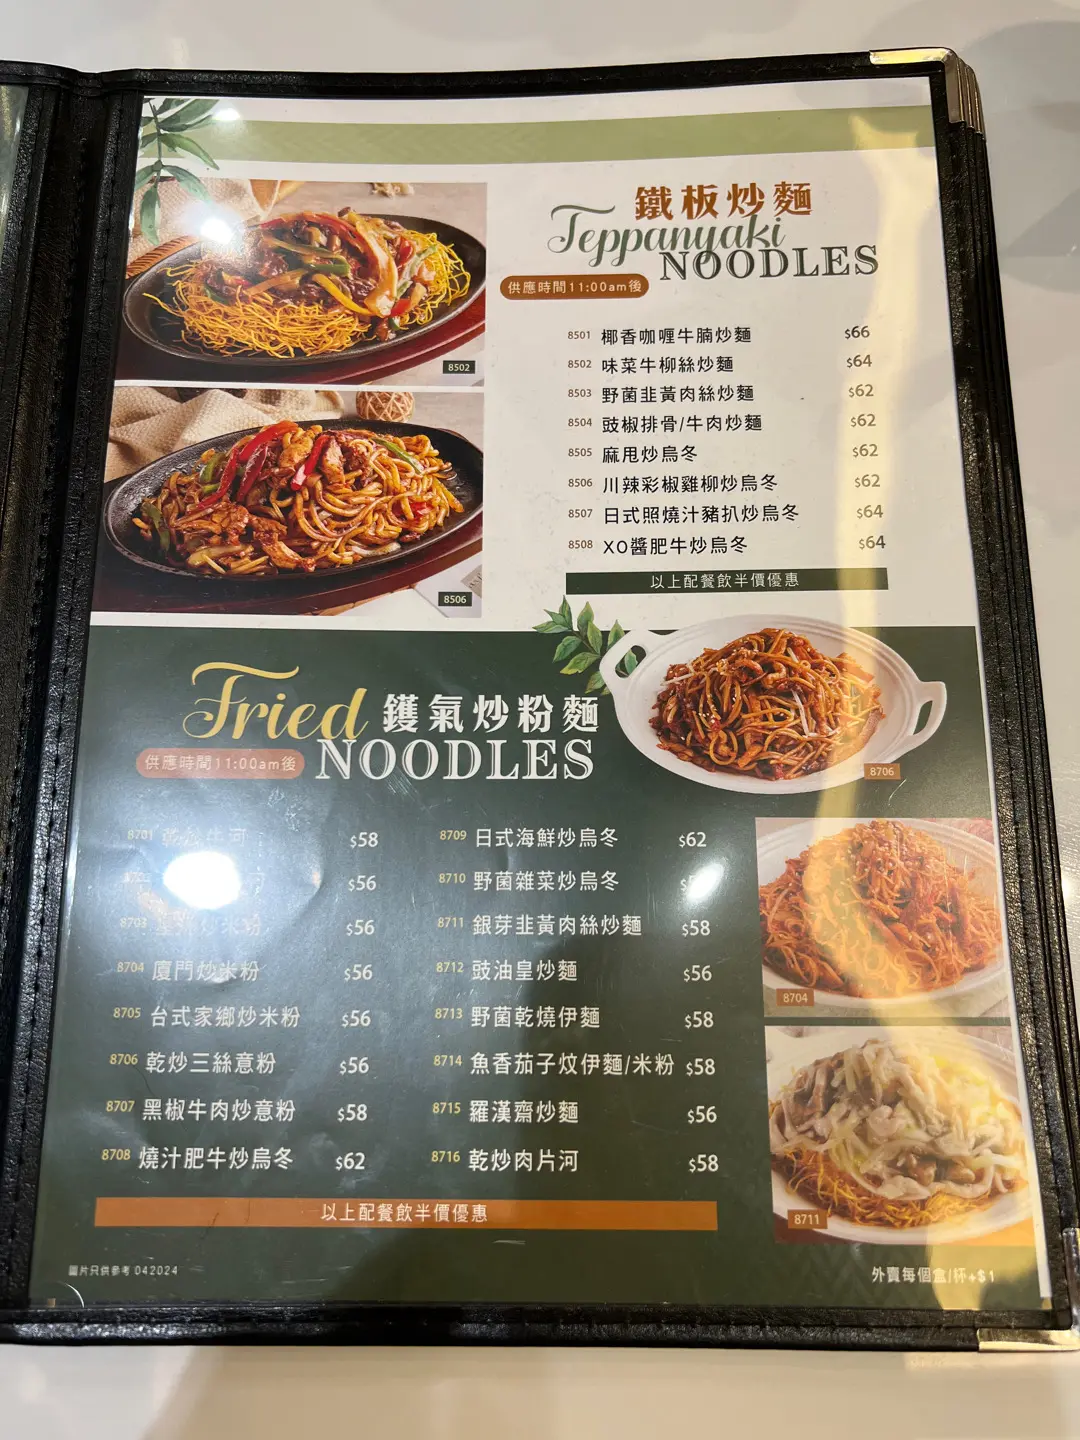 鐵板炒麵
Teppanyaki
NOODLES
供應時間11:00am後
8501 椰香咖喱牛腩炒麵 $66
8502 味菜牛柳絲炒麵 $64
8503 野菌韭黃肉絲炒麵 $62
8504 豉椒排骨/牛肉炒麵 $62
8505 麻甩炒烏冬 $62
8506 川辣彩椒雞柳炒烏冬 $62
8507 日式照燒汁豬扒炒烏冬 $64
8508 XO醬肥牛炒烏冬 $64
以上配餐飲半價優惠
8502
8506
Fried 鑊氣炒粉麵
NOODLES
供應時間11:00am後
8706
8701 乾炒牛河 $58
$56
8703 星洲炒米粉 $56
8704 廈門炒米粉 $56
8705 台式家鄉炒米粉 $56
8706 乾炒三絲意粉 $56
8707 黑椒牛肉炒意粉 $58
8708 燒汁肥牛炒烏冬 $62
8709 日式海鮮炒烏冬 $62
8710 野菌雜菜炒烏冬
8711 銀芽韭黃肉絲炒麵 $58
8712 豉油皇炒麵 $56
8713 野菌乾燒伊麵 $58
8714 魚香茄子炆伊麵/米粉 $58
8715 羅漢齋炒麵 $56
8716 乾炒肉片河 $58
8704
8711
以上配餐飲半價優惠
圖片只供參考 042024
外賣每個盒/杯+$1